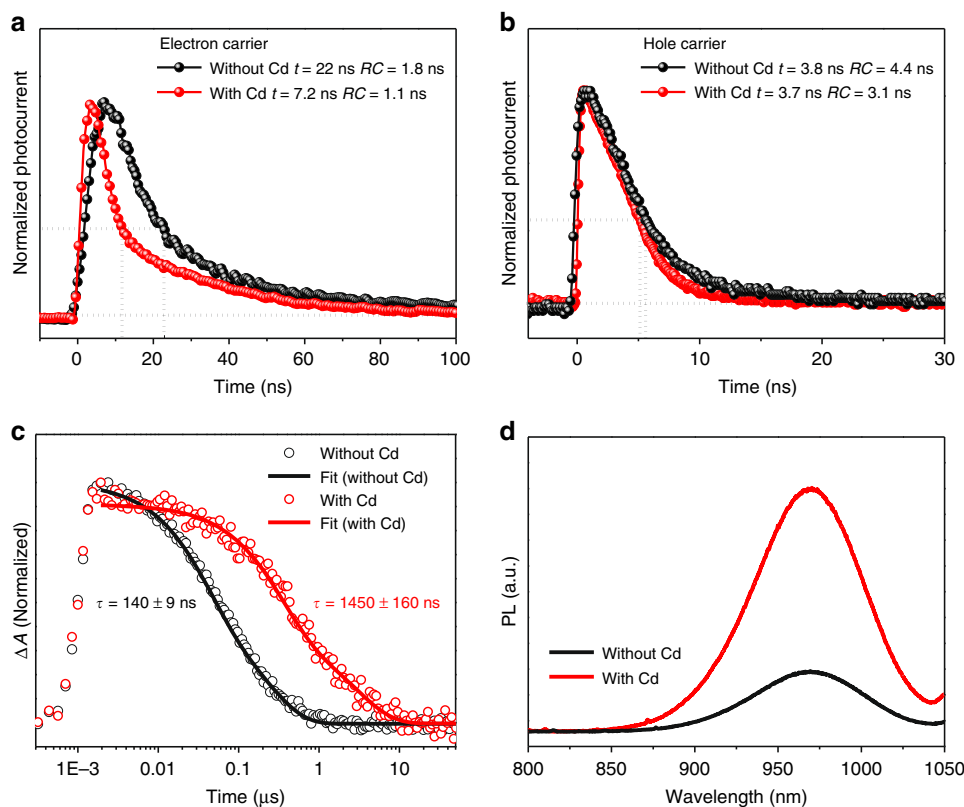 a
Electron carrier
Without Cd t = 22 ns RC = 1.8 ns
With Cd t = 7.2 ns RC = 1.1 ns
Normalized photocurrent
0 20 40 60 80 100
Time (ns)
b
Hole carrier
Without Cd t = 3.8 ns RC = 4.4 ns
With Cd t = 3.7 ns RC = 3.1 ns
Normalized photocurrent
0 10 20 30
Time (ns)
c
Without Cd
Fit (without Cd)
With Cd
Fit (with Cd)
τ = 140 ± 9 ns
τ = 1450 ± 160 ns
Δ A (Normalized)
1E−3 0.01 0.1 1 10
Time (μs)
d
Without Cd
With Cd
PL (a.u.)
800 850 900 950 1000 1050
Wavelength (nm)